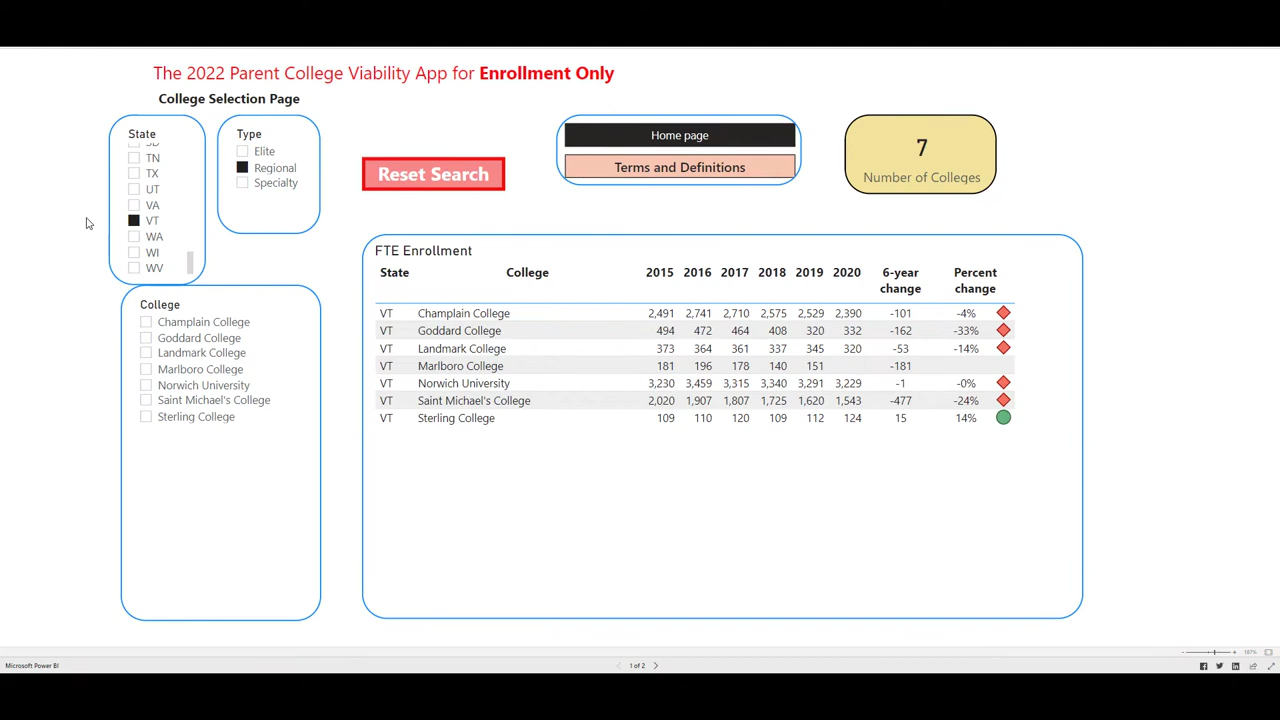 The 2022 Parent College Viability App for Enrollment Only
College Selection Page
State
SD
TN
TX
UT
VA
VT
WA
WI
WV
Type
Elite
Regional
Specialty
Reset Search
Home page
Terms and Definitions
7
Number of Colleges
College
Champlain College
Goddard College
Landmark College
Marlboro College
Norwich University
Saint Michael's College
Sterling College
FTE Enrollment
State College 2015 2016 2017 2018 2019 2020 6-year change Percent change
VT Champlain College 2,491 2,741 2,710 2,575 2,529 2,390 -101 -4%
VT Goddard College 494 472 464 408 320 332 -162 -33%
VT Landmark College 373 364 361 337 345 320 -53 -14%
VT Marlboro College 181 196 178 140 151 -181
VT Norwich University 3,230 3,459 3,315 3,340 3,291 3,229 -1 -0%
VT Saint Michael's College 2,020 1,907 1,807 1,725 1,620 1,543 -477 -24%
VT Sterling College 109 110 120 109 112 124 15 14%
Microsoft Power BI
1 of 2
187%